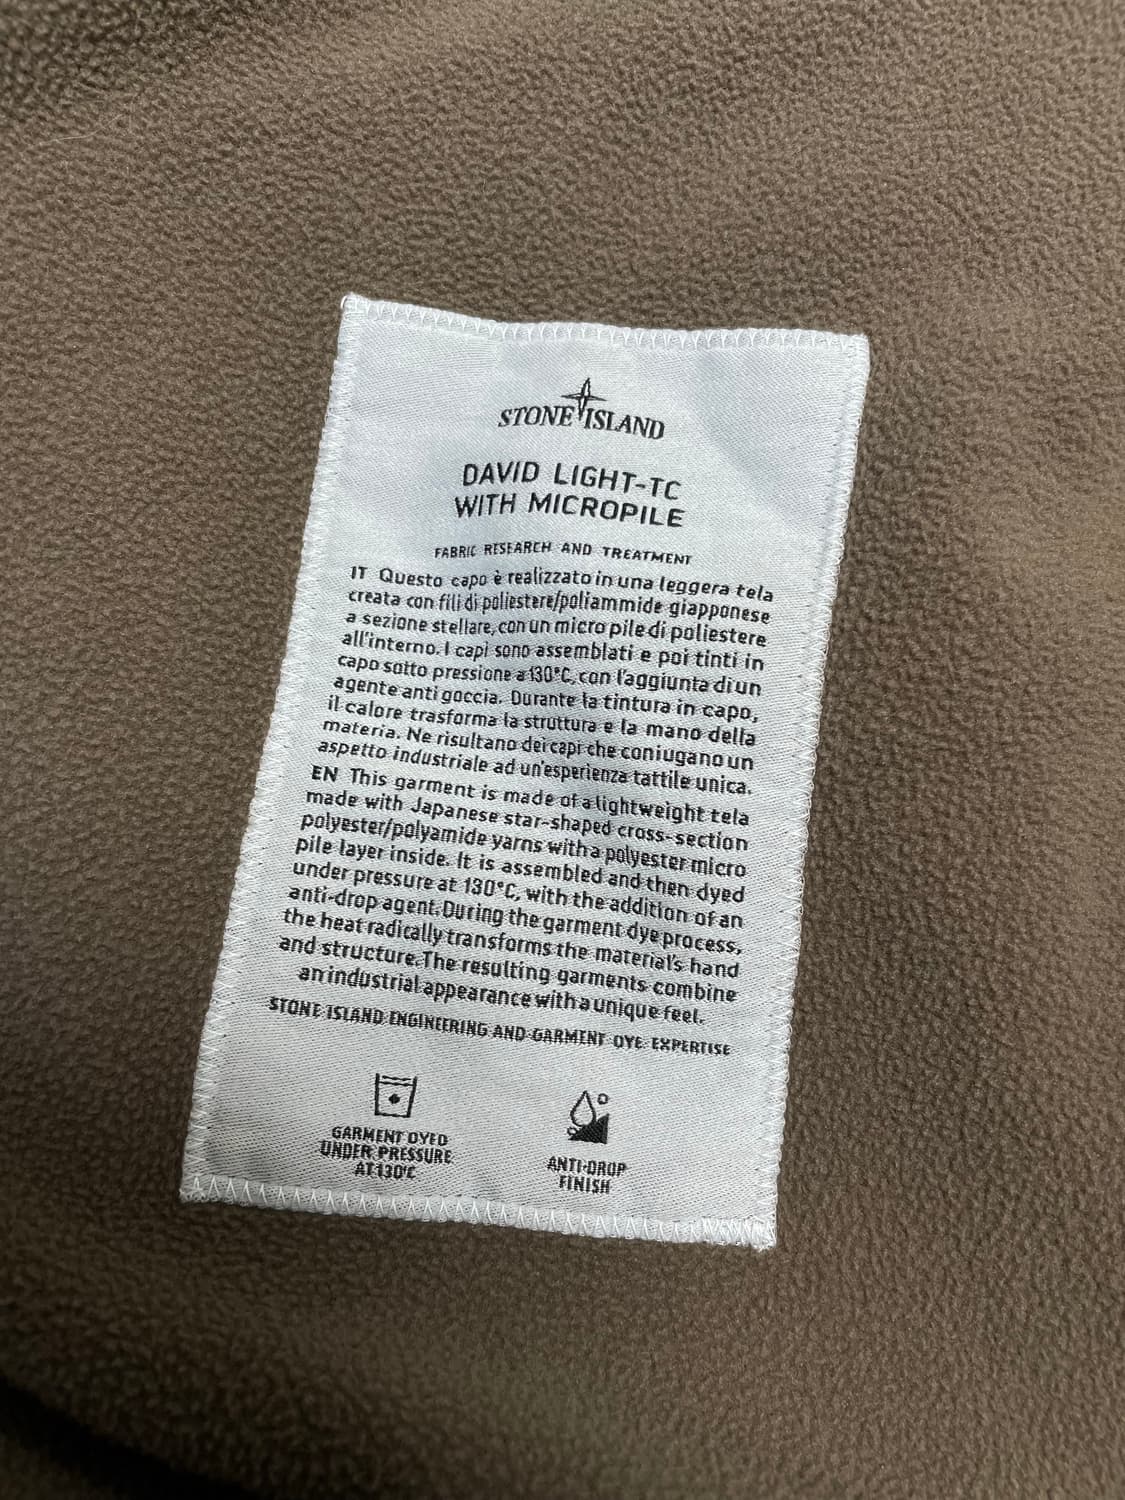 STONE ISLAND
DAVID LIGHT-TC
WITH MICROPILE
FABRIC RESEARCH AND TREATMENT
IT Questo capo è realizzato in una leggera tela
creata con fili di poliestere/poliammide giapponese
a sezione stellare, con un micro pile di poliestere
all'interno. I capi sono assemblati e poi tinti in
capo sotto pressione a 130°C, con l'aggiunta di un
agente anti goccia. Durante la tintura in capo,
il calore trasforma la struttura e la mano della
materia. Ne risultano dei capi che coniugano un
aspetto industriale ad un'esperienza tattile unica.
EN This garment is made of a lightweight tela
made with Japanese star-shaped cross-section
polyester/polyamide yarns with a polyester micro
pile layer inside. It is assembled and then dyed
under pressure at 130°C, with the addition of an
anti-drop agent. During the garment dye process,
the heat radically transforms the material's hand
and structure. The resulting garments combine
an industrial appearance with a unique feel.
STONE ISLAND ENGINEERING AND GARMENT DYE EXPERTISE
GARMENT DYED
UNDER PRESSURE
AT 130°C
ANTI-DROP
FINISH